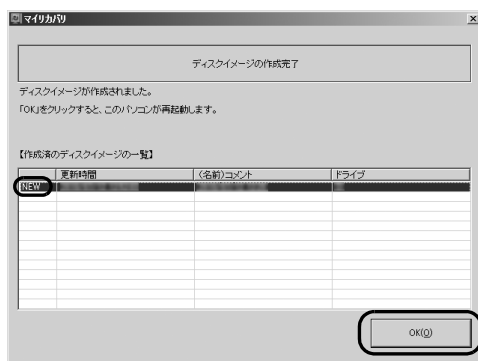 マイリカバリ
ディスクイメージの作成完了
ディスクイメージが作成されました。
「OK」をクリックすると、このパソコンが再起動します。
【作成済のディスクイメージの一覧】
更新時間 (名前)コメント ドライブ
NEW
OK(O)